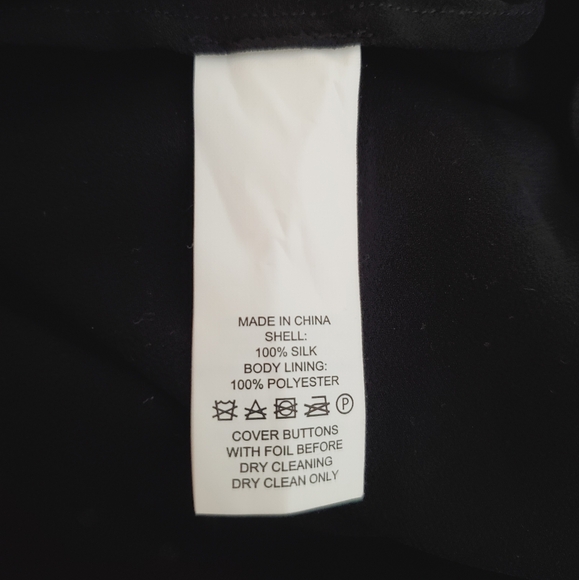 MADE IN CHINA
SHELL:
100% SILK
BODY LINING:
100% POLYESTER
P
COVER BUTTONS
WITH FOIL BEFORE
DRY CLEANING
DRY CLEAN ONLY